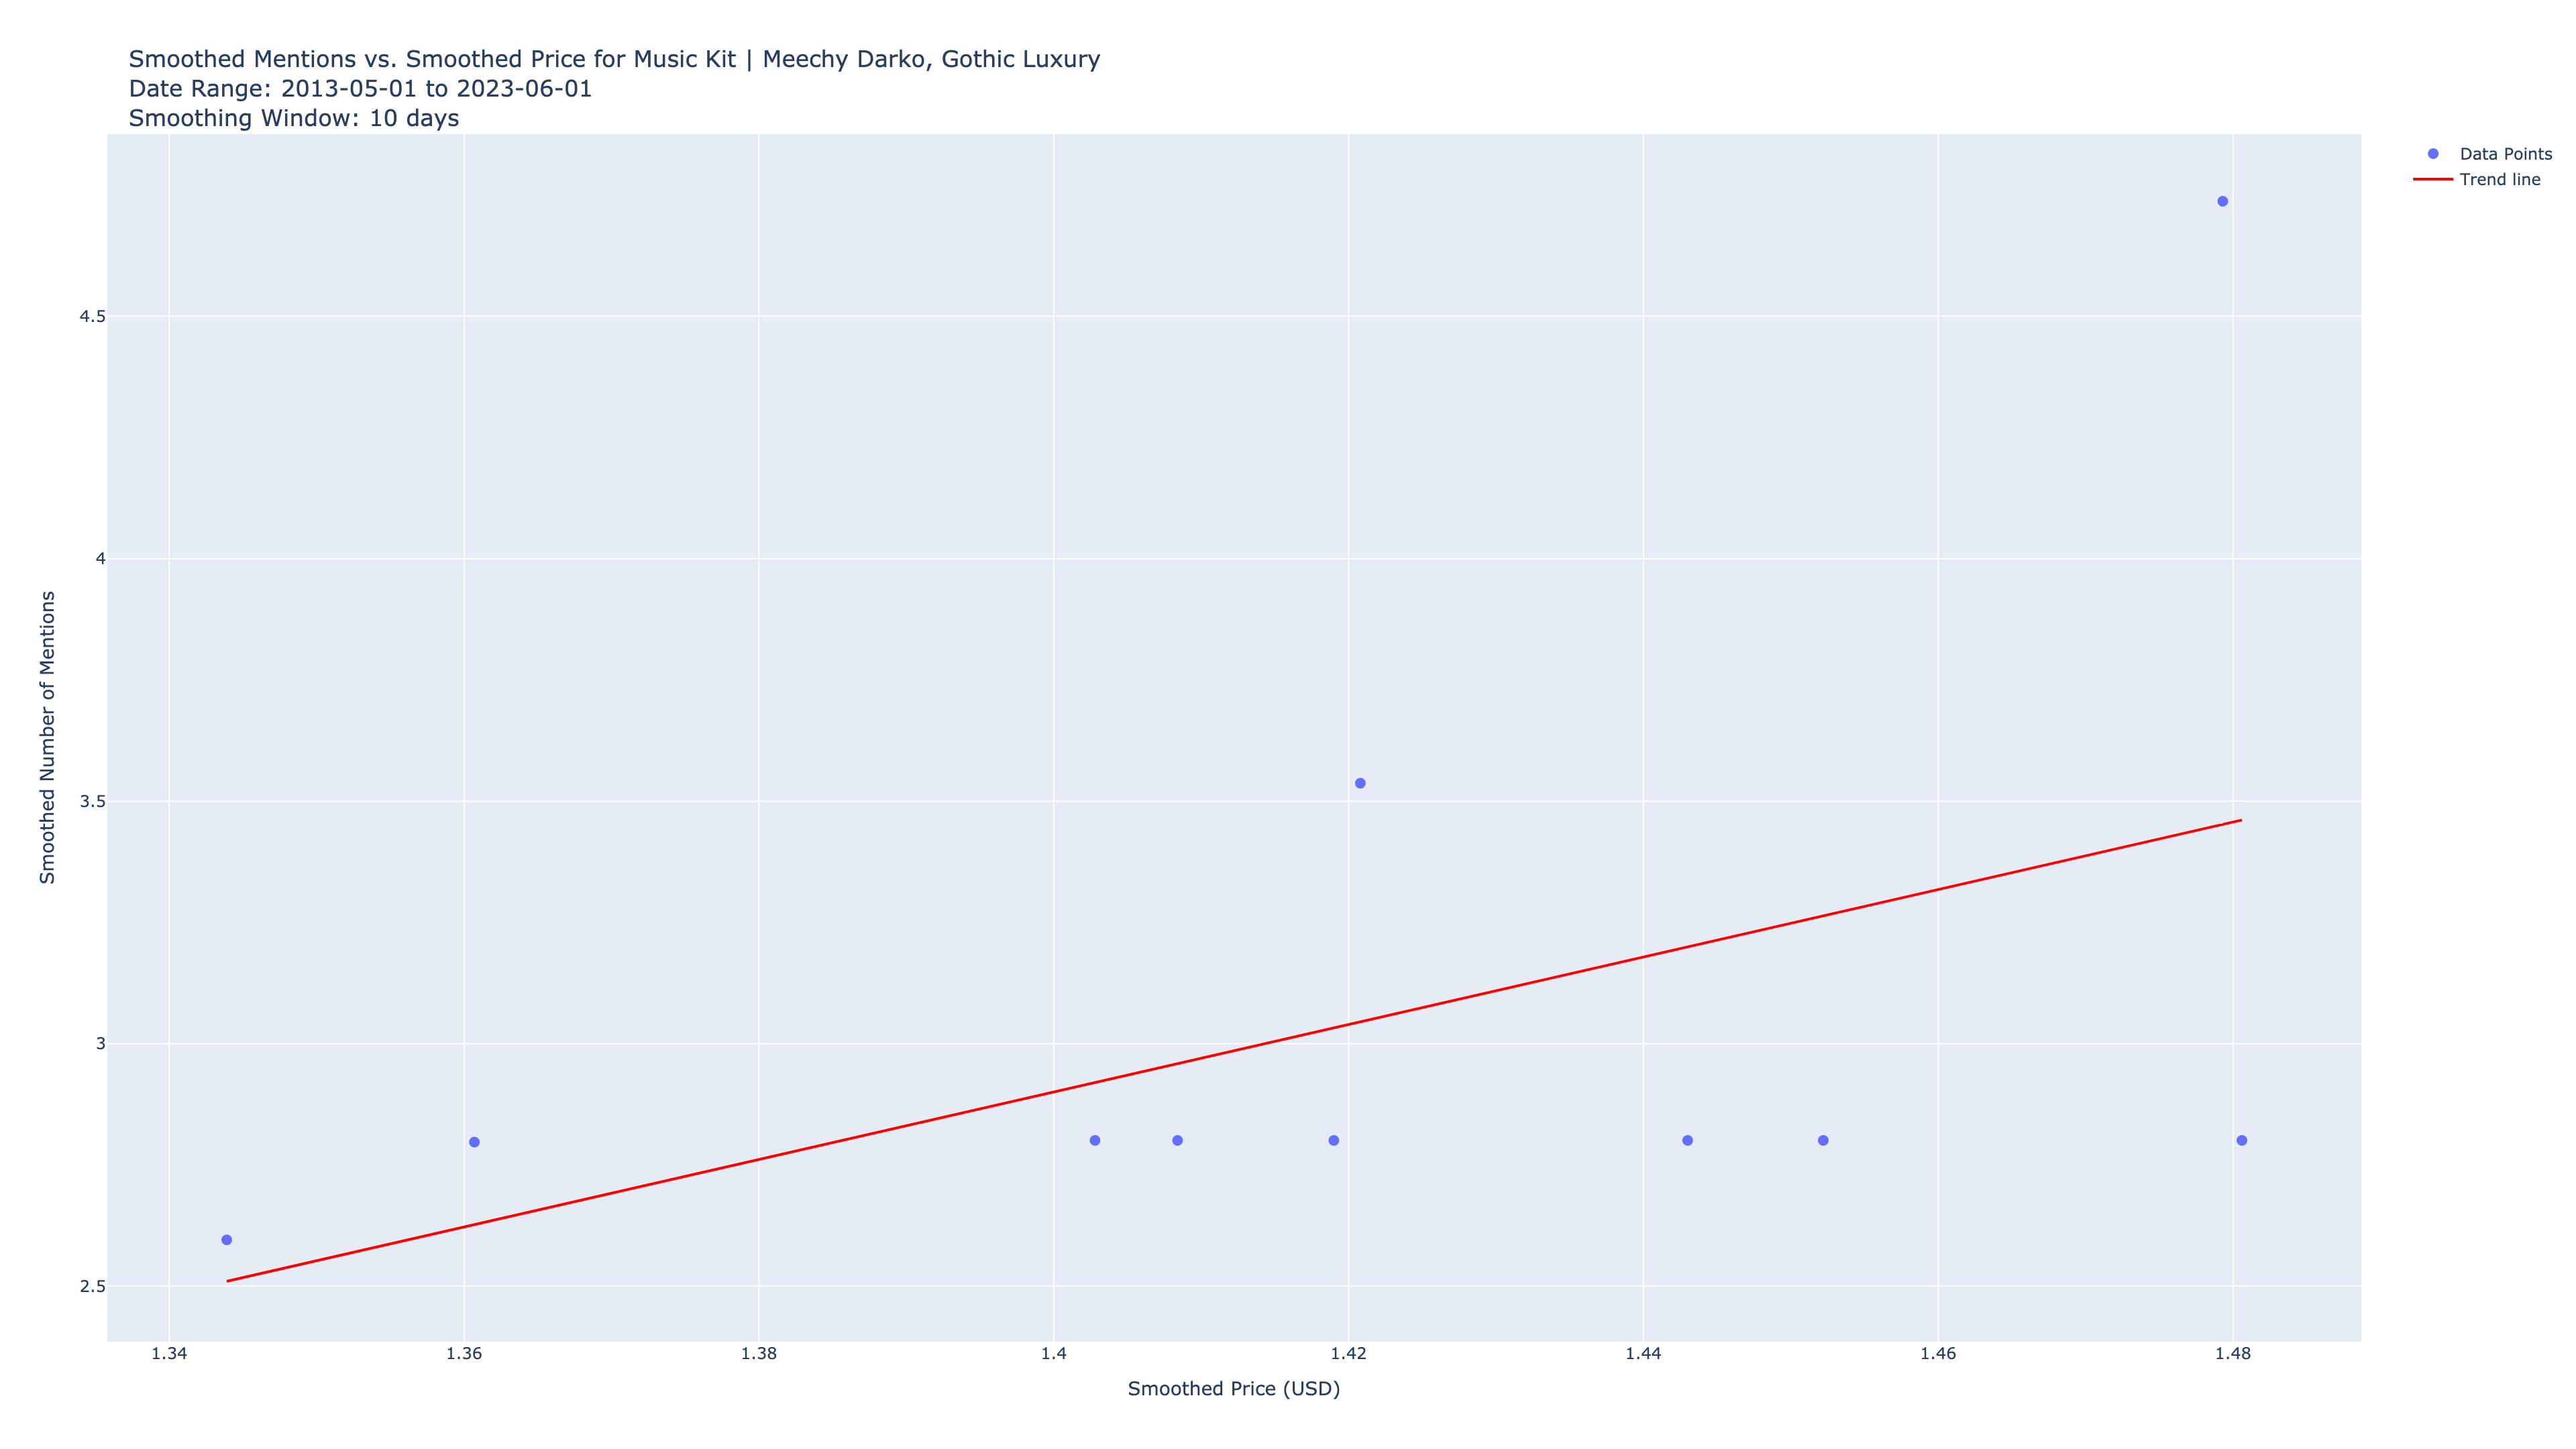 Smoothed Mentions vs. Smoothed Price for Music Kit | Meechy Darko, Gothic Luxury
Date Range: 2013-05-01 to 2023-06-01
Smoothing Window: 10 days
Data Points
Trend line
4.5
4
3.5
3
2.5
Smoothed Number of Mentions
1.34
1.36
1.38
1.4
1.42
1.44
1.46
1.48
Smoothed Price (USD)